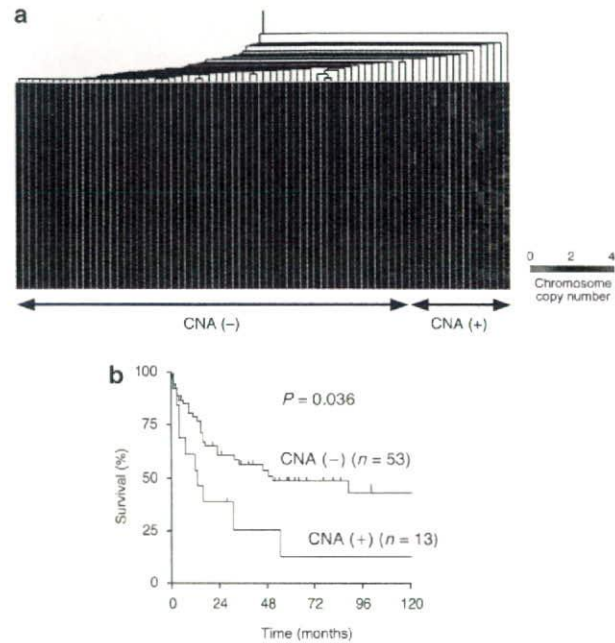 a
0 2 4
Chromosome
copy number
CNA (–)
CNA (+)
b
100
75
50
25
0
Survival (%)
P = 0.036
CNA (–) (n = 53)
CNA (+) (n = 13)
0 24 48 72 96 120
Time (months)